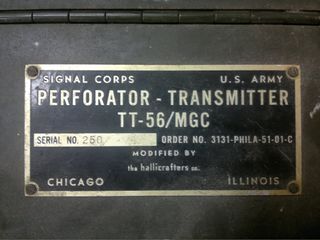 SIGNAL CORPS U.S. ARMY
PERFORATOR - TRANSMITTER
TT-56/MGC
SERIAL NO. 250 ORDER NO. 3131-PHILA-51-01-C
MODIFIED BY
the hallicrafters co.
CHICAGO ILLINOIS